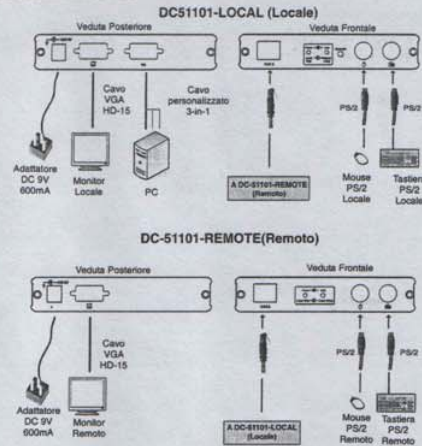 DC51101-LOCAL (Locale)
Veduta Posteriore
Veduta Frontale
Cavo
VGA
HD-15
Cavo
personalizzato
3-in-1
PS/2
PS/2
Adattatore
DC 9V
600mA
Monitor
Locale
PC
A DC-51101-REMOTE
(Remoto)
Mouse
PS/2
Locale
Tastiera
PS/2
Locale
DC-51101-REMOTE(Remoto)
Veduta Posteriore
Veduta Frontale
Cavo
VGA
HD-15
PS/2
PS/2
Adattatore
DC 9V
600mA
Monitor
Remoto
A DC-51101-LOCAL
(Locale)
Mouse
PS/2
Remoto
Tastiera
PS/2
Remoto